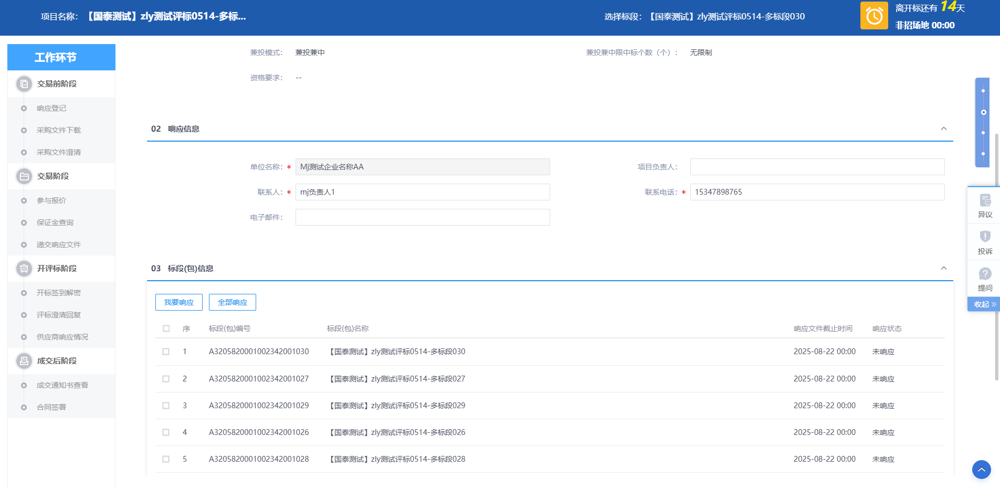 项目名称： 【国泰测试】zly测试评标0514-多标...
选择标段： 【国泰测试】zly测试评标0514-多标段030
离开标还有 14天
非招场地 00:00
工作环节
交易前阶段
响应登记
采购文件下载
采购文件澄清
交易阶段
参与报价
保证金查询
递交响应文件
开评标阶段
开标签到解密
评标澄清回复
供应商响应情况
成交后阶段
成交通知书查看
合同签署
兼投模式： 兼投兼中 兼投兼中限中标个数（个）： 无限制
资格要求： --
02 响应信息
单位名称： * Mj测试企业名称AA 项目负责人：
联系人： * mj负责人1 联系电话： * 15347898765
电子邮件：
03 标段(包)信息
我要响应 全部响应
序 标段(包)编号 标段(包)名称 响应文件截止时间 响应状态
1 A3205820001002342001030 【国泰测试】zly测试评标0514-多标段030 2025-08-22 00:00 未响应
2 A3205820001002342001027 【国泰测试】zly测试评标0514-多标段027 2025-08-22 00:00 未响应
3 A3205820001002342001029 【国泰测试】zly测试评标0514-多标段029 2025-08-22 00:00 未响应
4 A3205820001002342001026 【国泰测试】zly测试评标0514-多标段026 2025-08-22 00:00 未响应
5 A3205820001002342001028 【国泰测试】zly测试评标0514-多标段028 2025-08-22 00:00 未响应
异议
投诉
提问
收起